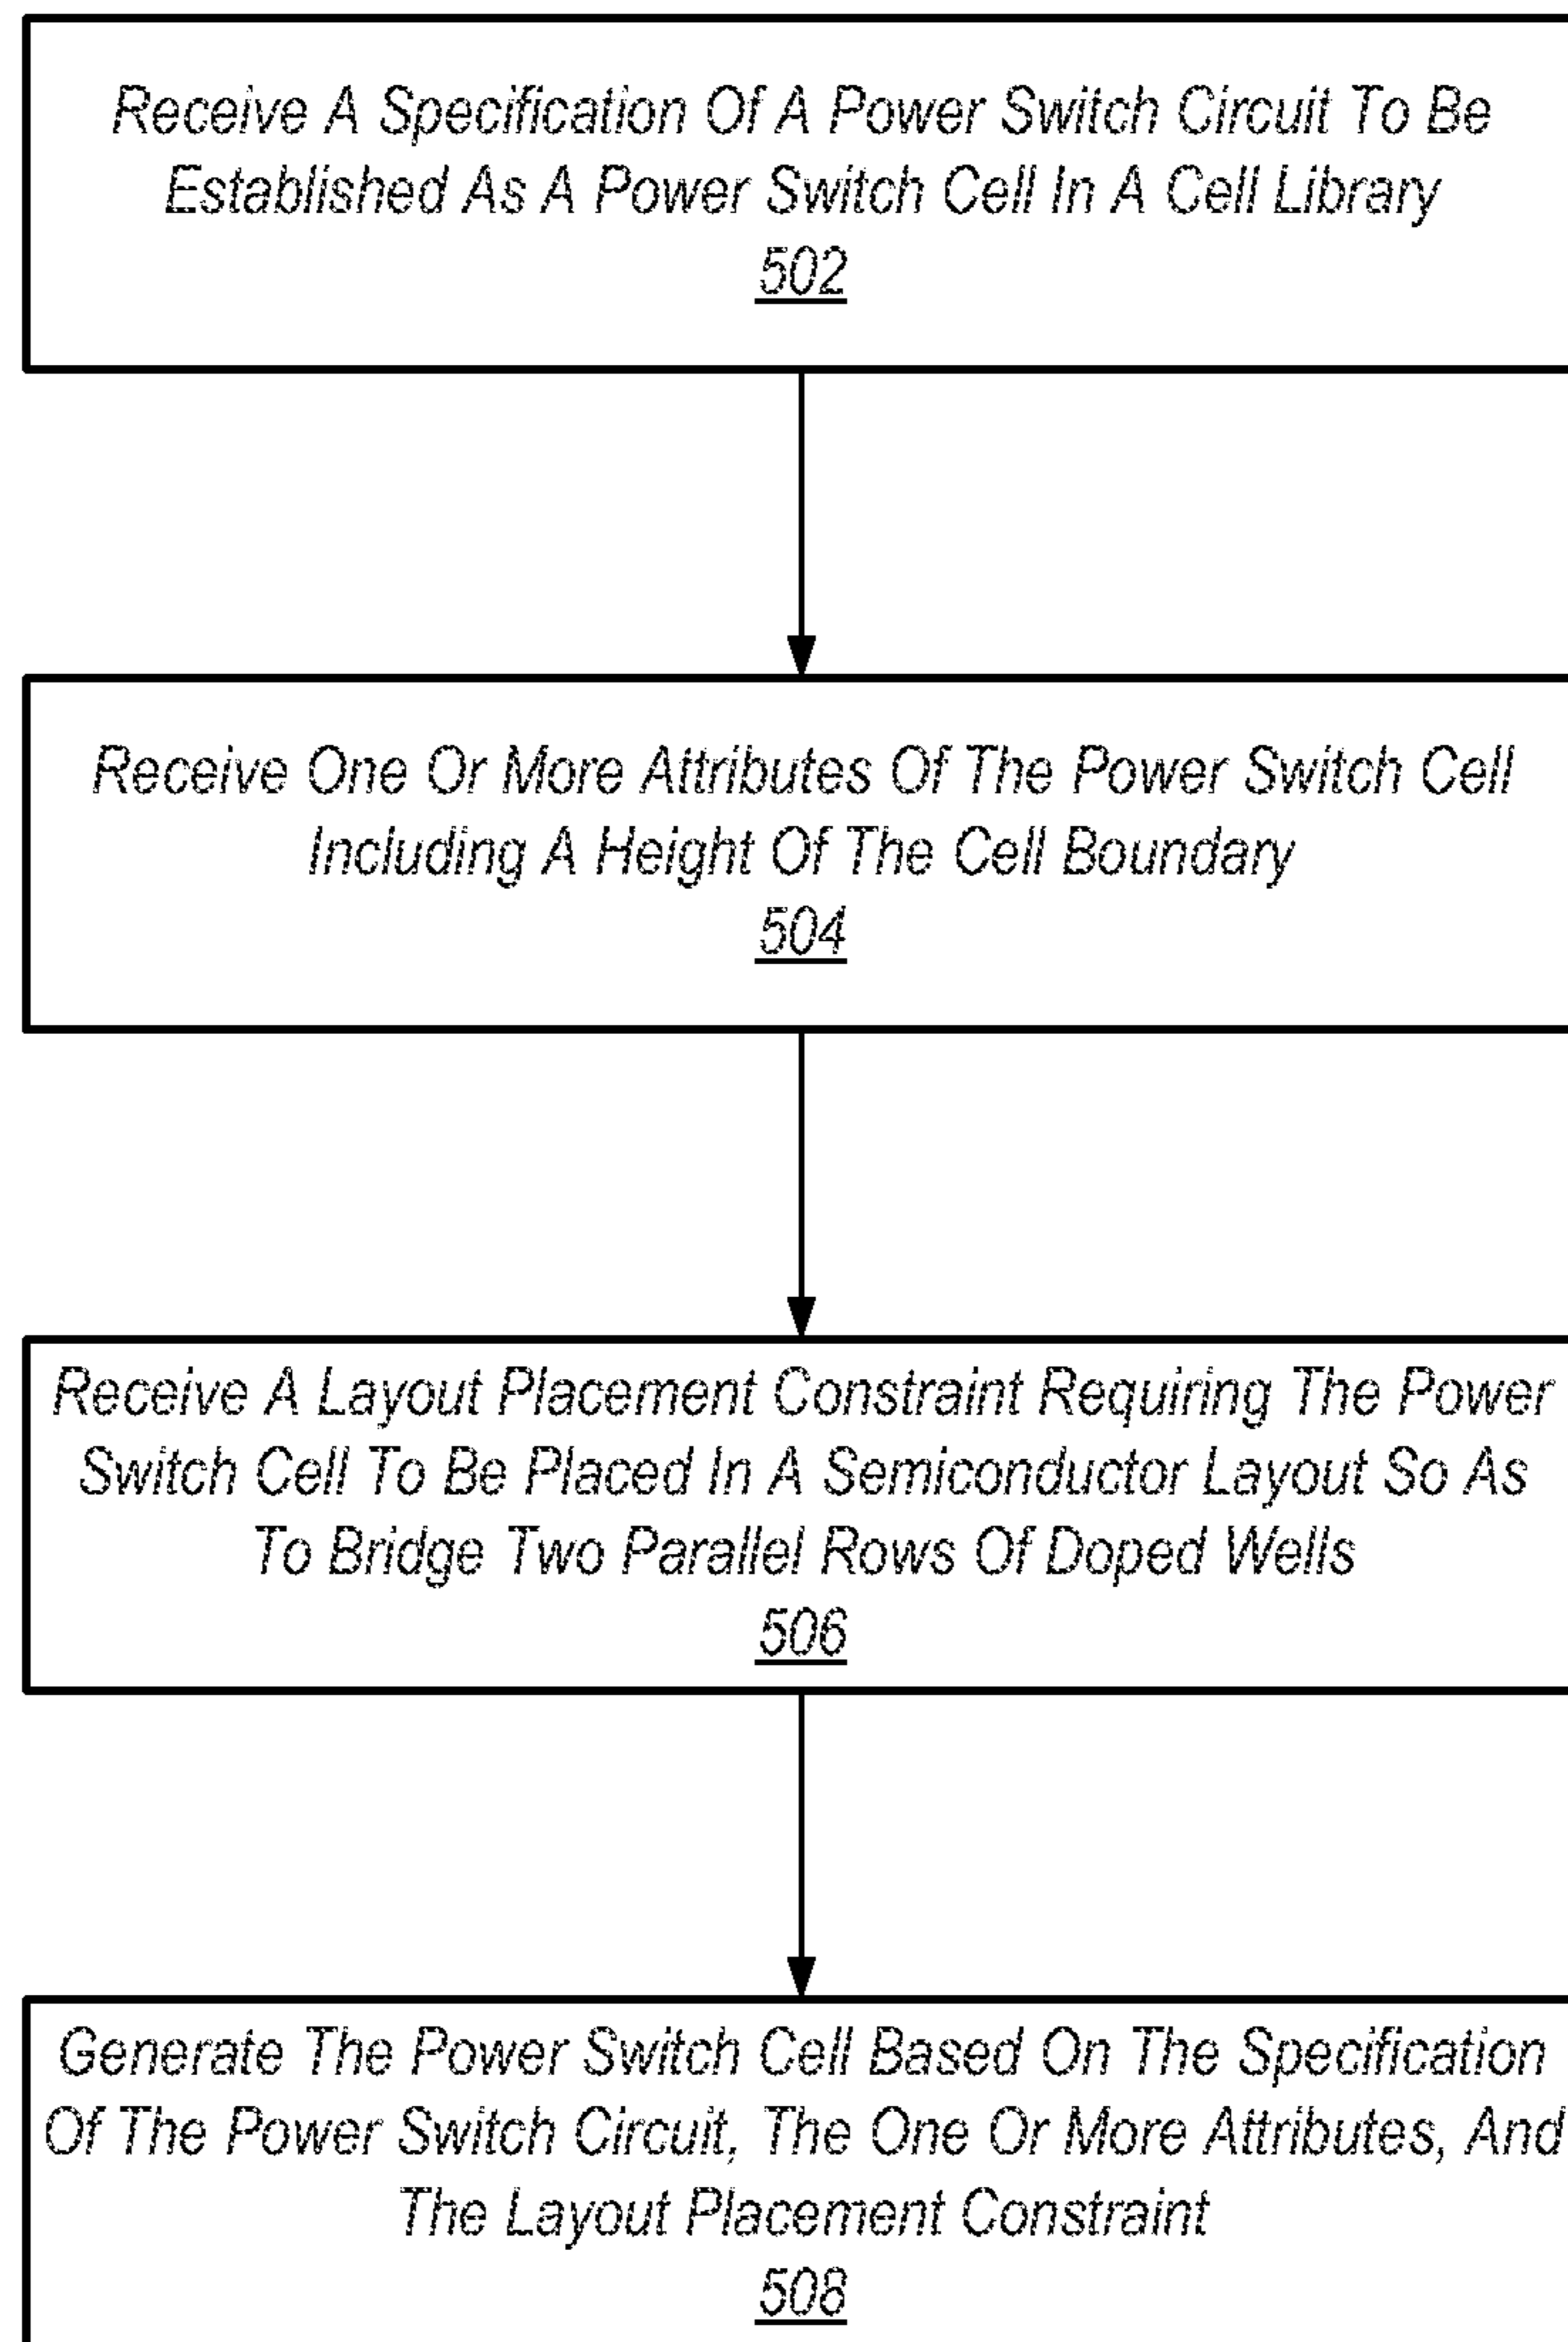 Receive A Specification Of A Power Switch Circuit To Be
Established As A Power Switch Cell In A Cell Library
502
Receive One Or More Attributes Of The Power Switch Cell
Including A Height Of The Cell Boundary
504
Receive A Layout Placement Constraint Requiring The Power
Switch Cell To Be Placed In A Semiconductor Layout So As
To Bridge Two Parallel Rows Of Doped Wells
506
Generate The Power Switch Cell Based On The Specification
Of The Power Switch Circuit, The One Or More Attributes, And
The Layout Placement Constraint
508